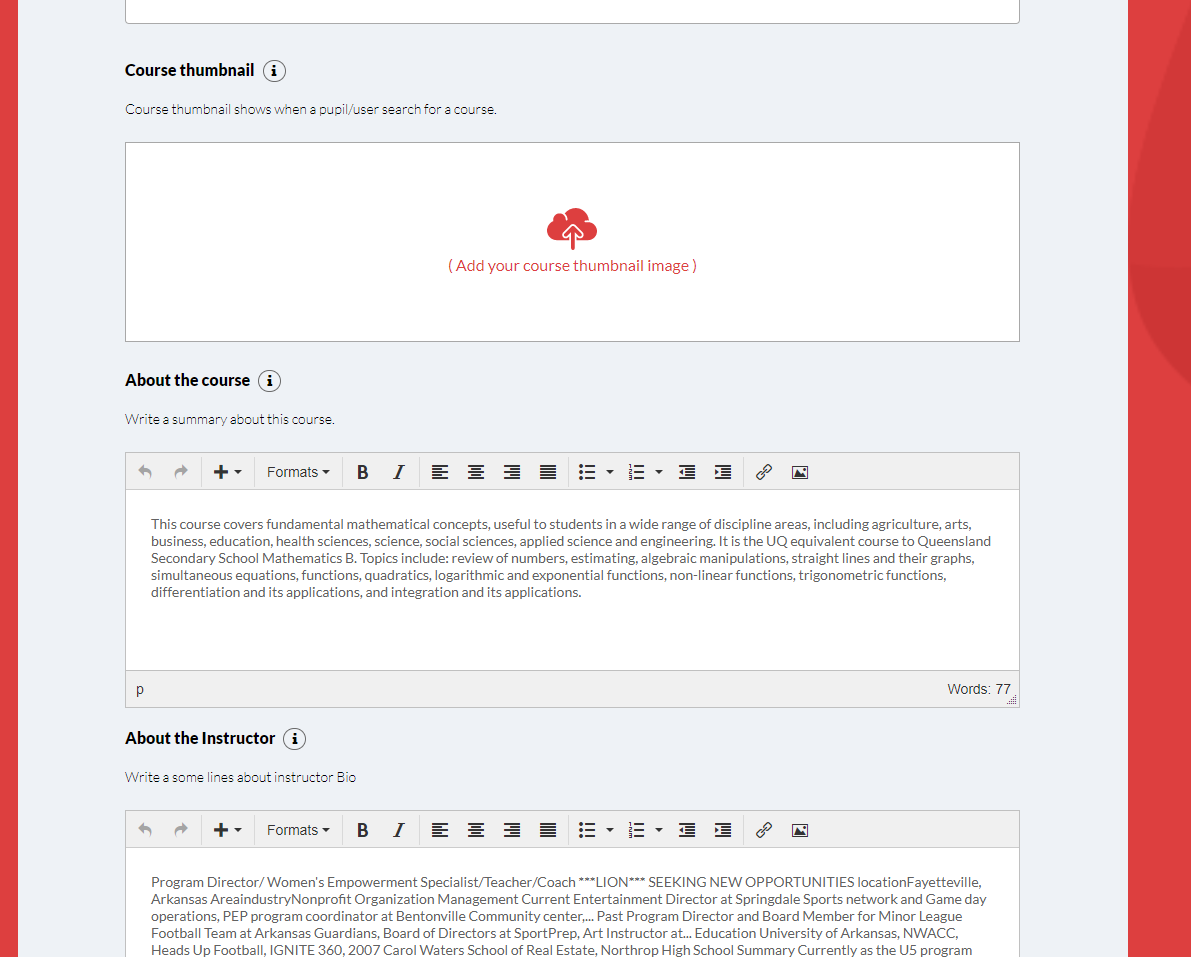 Course thumbnail
Course thumbnail shows when a pupil/user search for a course.
( Add your course thumbnail image )
About the course
Write a summary about this course.
Formats B I
This course covers fundamental mathematical concepts, useful to students in a wide range of discipline areas, including agriculture, arts,
business, education, health sciences, science, social sciences, applied science and engineering. It is the UQ equivalent course to Queensland
Secondary School Mathematics B. Topics include: review of numbers, estimating, algebraic manipulations, straight lines and their graphs,
simultaneous equations, functions, quadratics, logarithmic and exponential functions, non-linear functions, trigonometric functions,
differentiation and its applications, and integration and its applications.
p Words: 77
About the Instructor
Write a some lines about instructor Bio
Formats B I
Program Director/ Women's Empowerment Specialist/Teacher/Coach ***LION*** SEEKING NEW OPPORTUNITIES locationFayetteville,
Arkansas AreaindustryNonprofit Organization Management Current Entertainment Director at Springdale Sports network and Game day
operations, PEP program coordinator at Bentonville Community center,... Past Program Director and Board Member for Minor League
Football Team at Arkansas Guardians, Board of Directors at SportPrep, Art Instructor at... Education University of Arkansas, NWACC,
Heads Up Football, IGNITE 360, 2007 Carol Waters School of Real Estate, Northrop High School Summary Currently as the U5 program